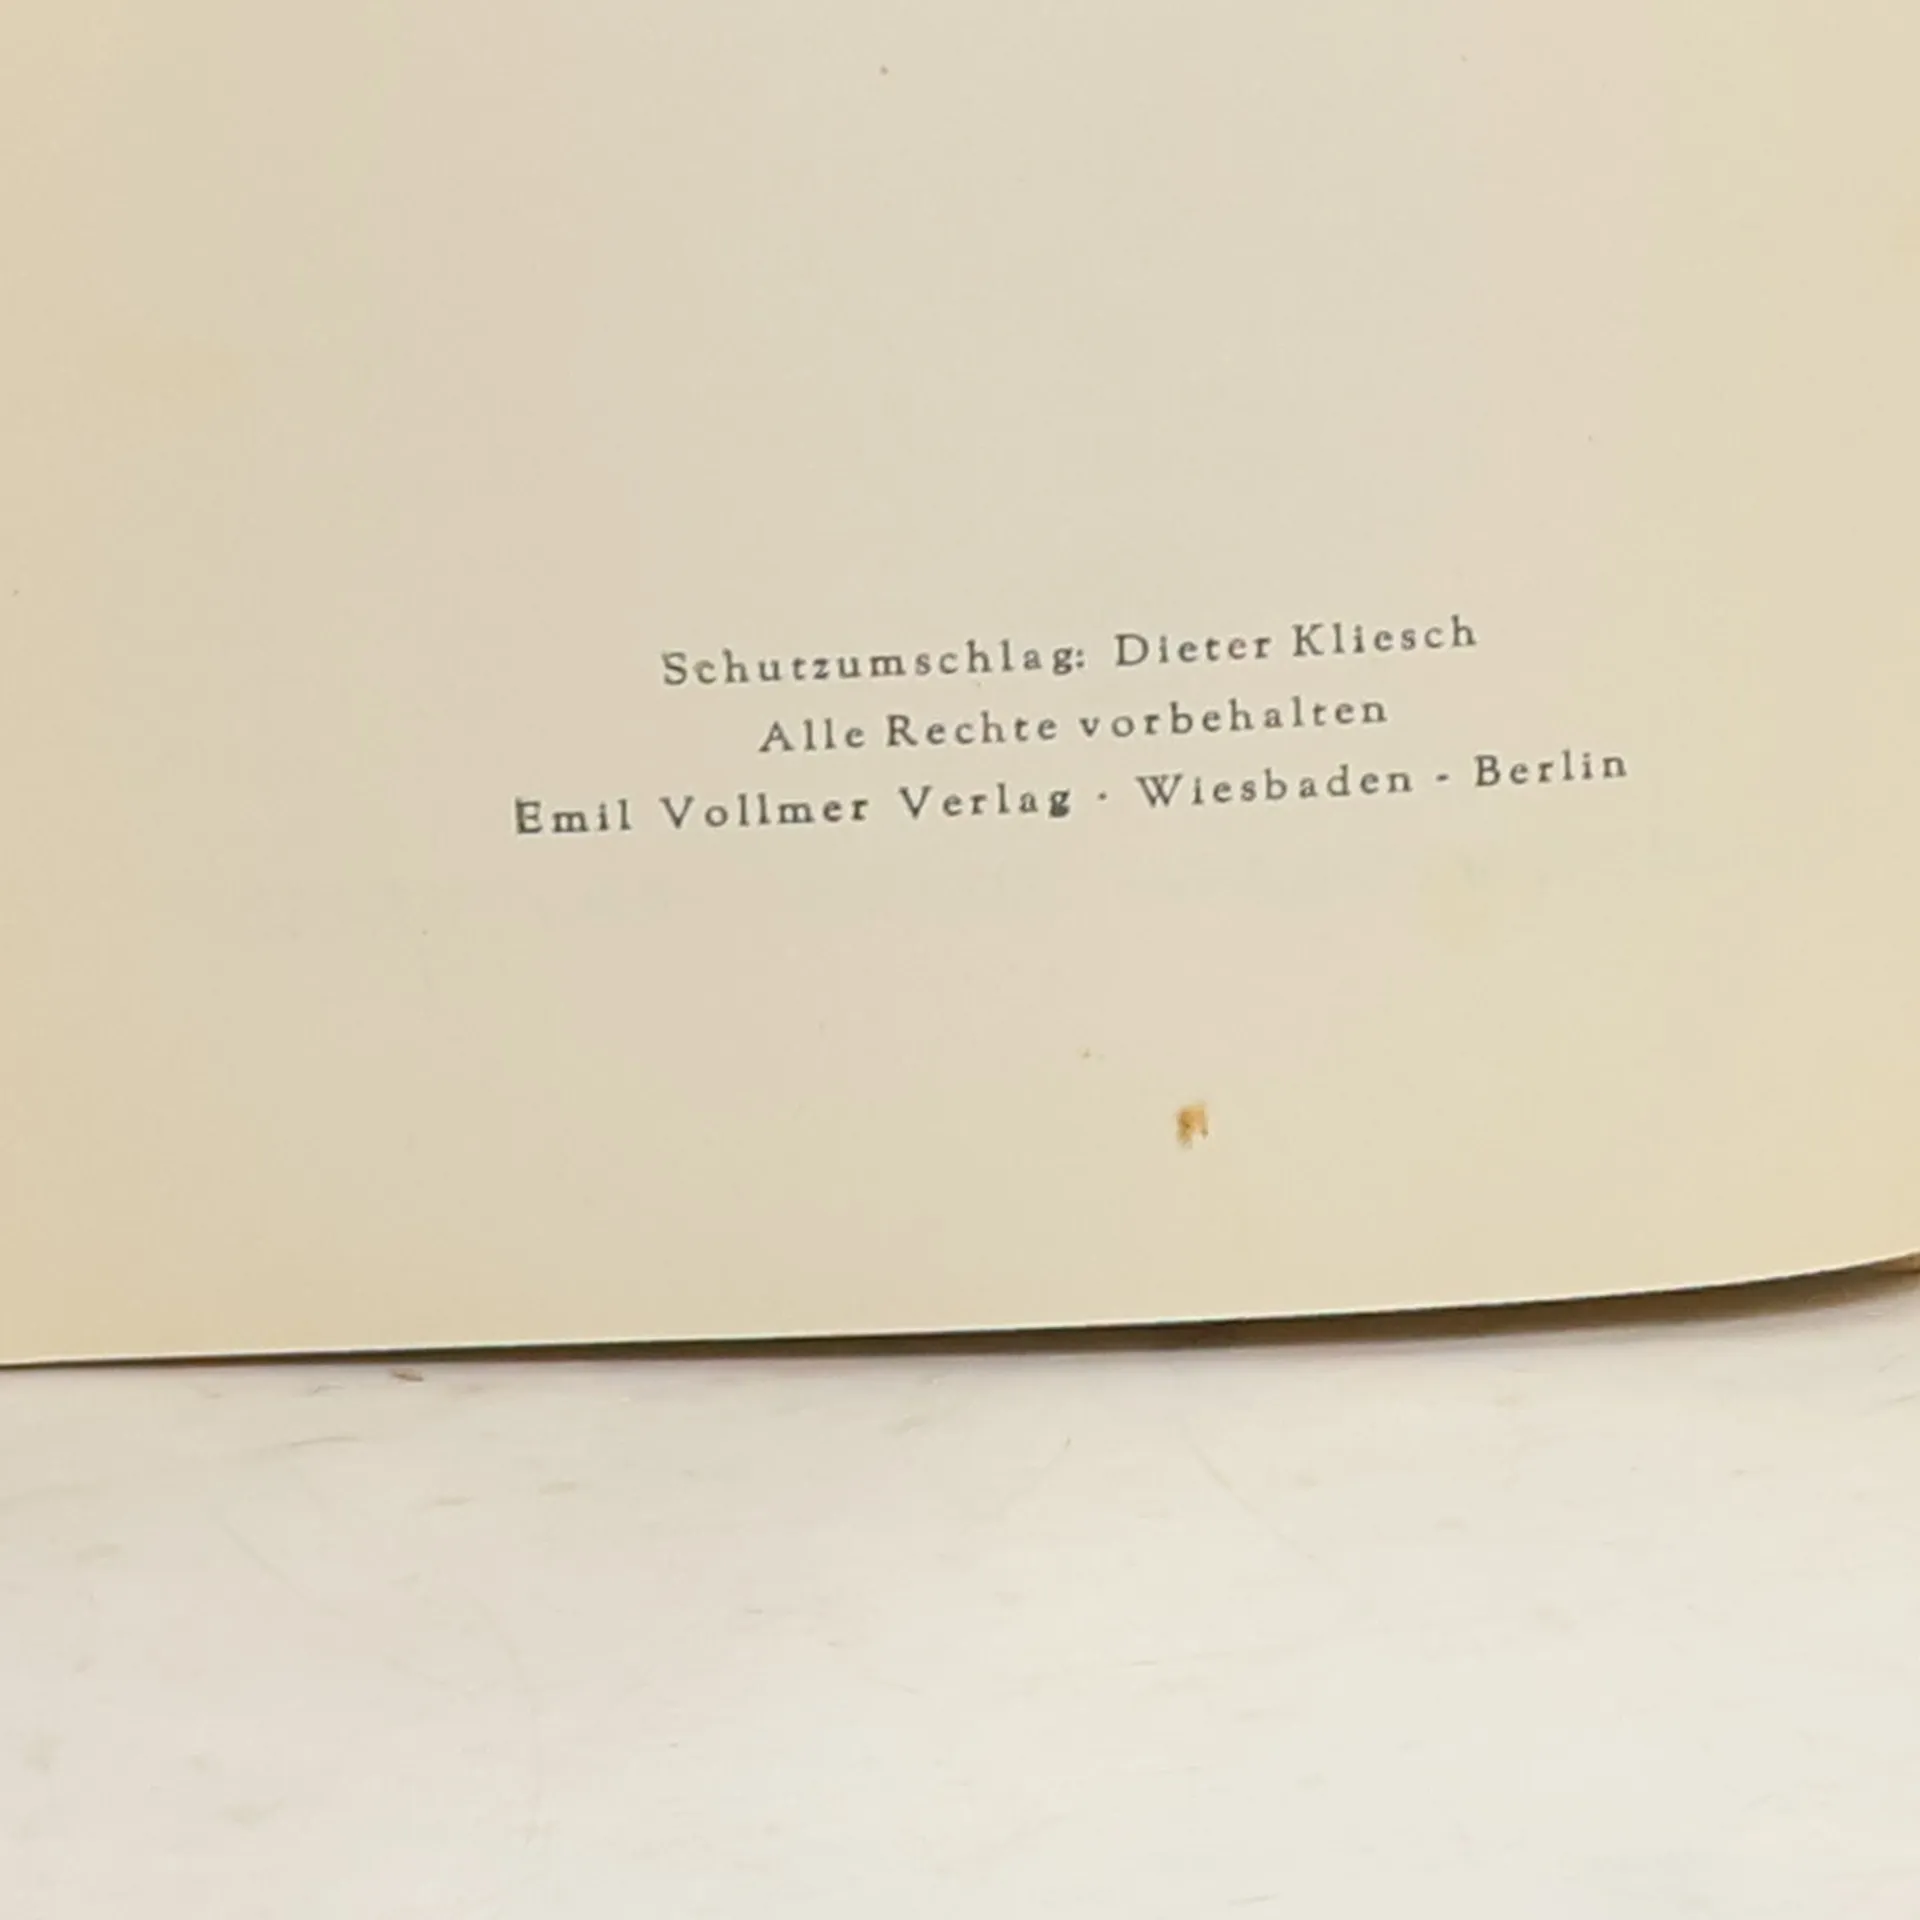 Schutzumschlag: Dieter Kliesch
Alle Rechte vorbehalten
Emil Vollmer Verlag · Wiesbaden - Berlin